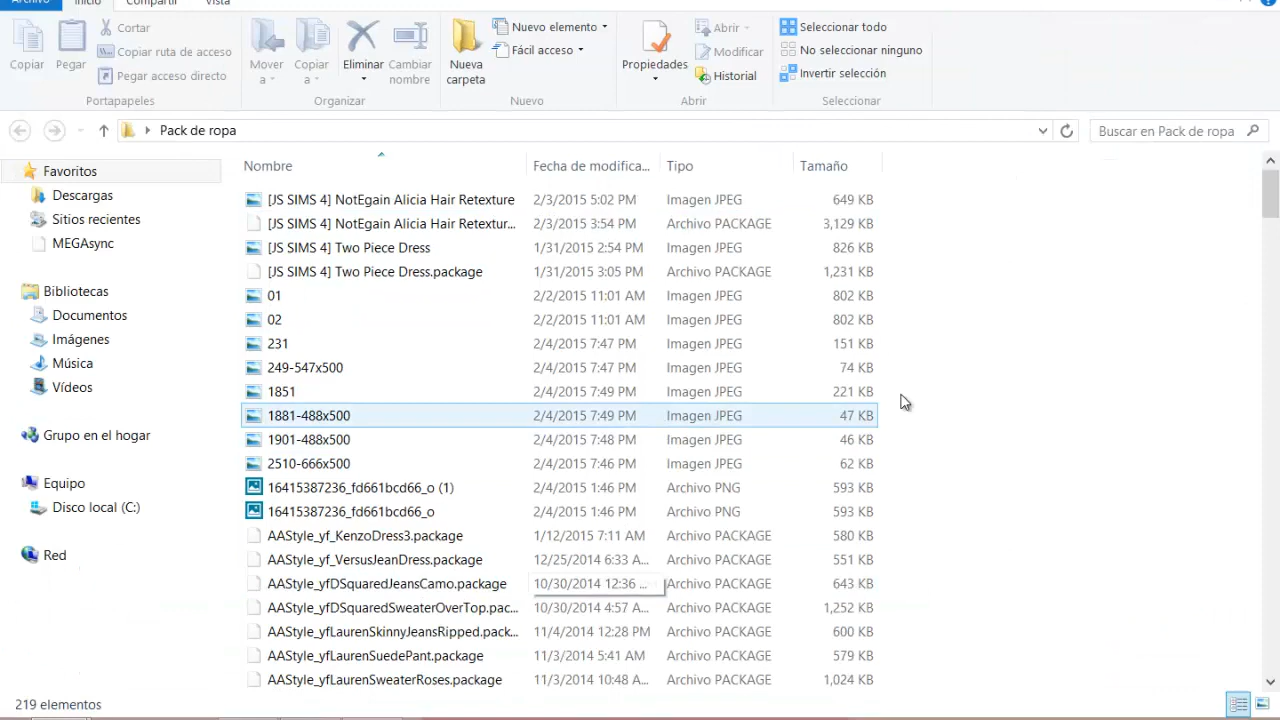 Archivo Inicio Compartir Vista
Copiar Pegar Cortar Copiar ruta de acceso Pegar acceso directo
Portapapeles
Mover a Copiar a Eliminar Cambiar nombre
Organizar
Nueva carpeta Nuevo elemento Fácil acceso
Nuevo
Propiedades Abrir Modificar Historial
Abrir
Seleccionar todo
No seleccionar ninguno
Invertir selección
Seleccionar
Pack de ropa
Buscar en Pack de ropa
Favoritos
Descargas
Sitios recientes
MEGAsync
Bibliotecas
Documentos
Imágenes
Música
Vídeos
Grupo en el hogar
Equipo
Disco local (C:)
Red
Nombre Fecha de modifica... Tipo Tamaño
[JS SIMS 4] NotEgain Alicia Hair Retexture 2/3/2015 5:02 PM Imagen JPEG 649 KB
[JS SIMS 4] NotEgain Alicia Hair Retextur... 2/3/2015 3:54 PM Archivo PACKAGE 3,129 KB
[JS SIMS 4] Two Piece Dress 1/31/2015 2:54 PM Imagen JPEG 826 KB
[JS SIMS 4] Two Piece Dress.package 1/31/2015 3:05 PM Archivo PACKAGE 1,231 KB
01 2/2/2015 11:01 AM Imagen JPEG 802 KB
02 2/2/2015 11:01 AM Imagen JPEG 802 KB
231 2/4/2015 7:47 PM Imagen JPEG 151 KB
249-547x500 2/4/2015 7:47 PM Imagen JPEG 74 KB
1851 2/4/2015 7:49 PM Imagen JPEG 221 KB
1881-488x500 2/4/2015 7:49 PM Imagen JPEG 47 KB
1901-488x500 2/4/2015 7:48 PM Imagen JPEG 46 KB
2510-666x500 2/4/2015 7:46 PM Imagen JPEG 62 KB
16415387236_fd661bcd66_o (1) 2/4/2015 1:46 PM Archivo PNG 593 KB
16415387236_fd661bcd66_o 2/4/2015 1:46 PM Archivo PNG 593 KB
AAStyle_yf_KenzoDress3.package 1/12/2015 7:11 AM Archivo PACKAGE 580 KB
AAStyle_yf_VersusJeanDress.package 12/25/2014 6:33 A... Archivo PACKAGE 551 KB
AAStyle_yfDSquaredJeansCamo.package 10/30/2014 12:36 ... Archivo PACKAGE 643 KB
AAStyle_yfDSquaredSweaterOverTop.pac... 10/30/2014 4:57 A... Archivo PACKAGE 1,252 KB
AAStyle_yfLaurenSkinnyJeansRipped.pack... 11/4/2014 12:28 PM Archivo PACKAGE 600 KB
AAStyle_yfLaurenSuedePant.package 11/3/2014 5:41 AM Archivo PACKAGE 579 KB
AAStyle_yfLaurenSweaterRoses.package 11/3/2014 10:48 A... Archivo PACKAGE 1,024 KB
219 elementos